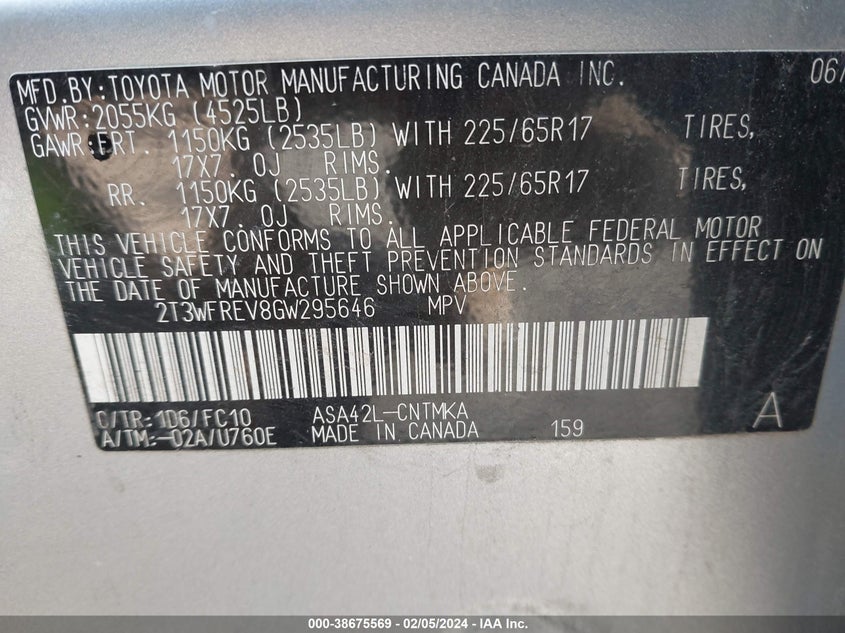 MFD.BY:TOYOTA MOTOR MANUFACTURING CANADA INC. 06/
GVWR:2055KG (4525LB)
GAWR:FRT. 1150KG (2535LB) WITH 225/65R17 TIRES,
17X7.0J RIMS.
RR. 1150KG (2535LB) WITH 225/65R17 TIRES,
17X7.0J RIMS.
THIS VEHICLE CONFORMS TO ALL APPLICABLE FEDERAL MOTOR
VEHICLE SAFETY AND THEFT PREVENTION STANDARDS IN EFFECT ON
THE DATE OF MANUFACTURE SHOWN ABOVE.
2T3WFREV8GW295646 MPV
C/TR:1D6/FC10 ASA42L-CNTMKA A
A/TM:-02A/U760E MADE IN CANADA 159
000-38675569 - 02/05/2024 - IAA Inc.